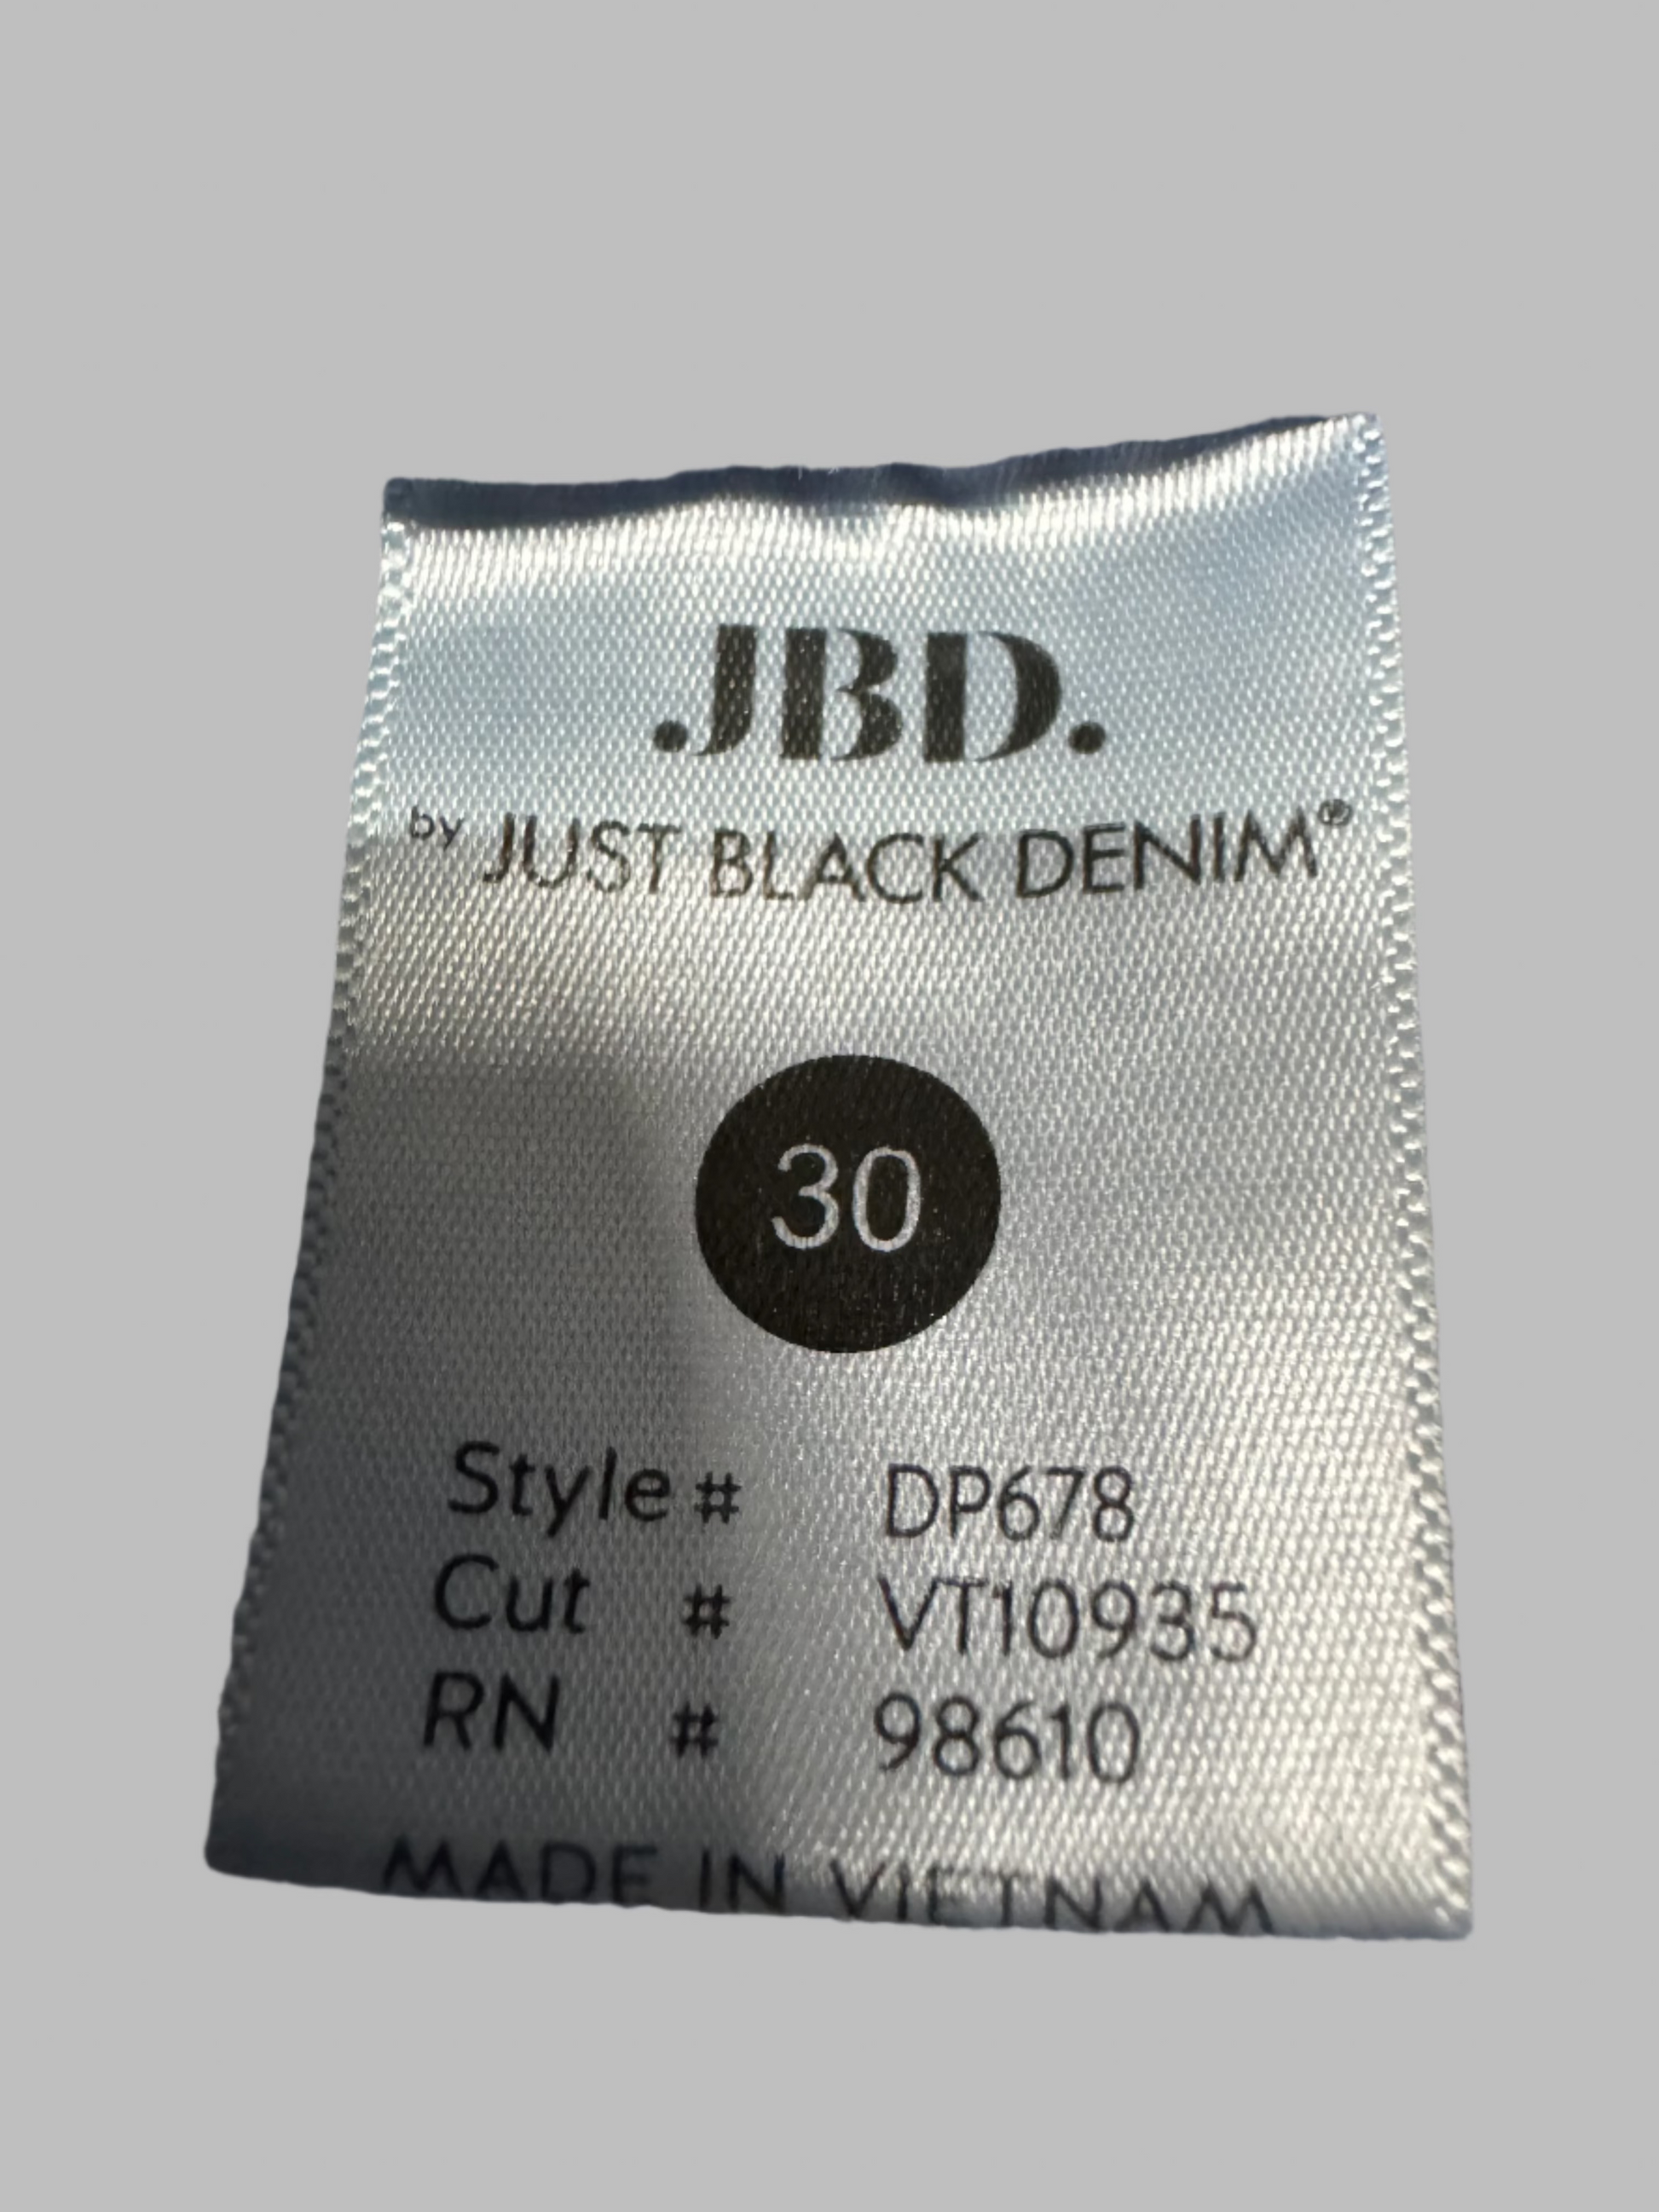 JBD.
by JUST BLACK DENIM®
30
Style # DP678
Cut # VT10935
RN # 98610
MADE IN VIETNAM